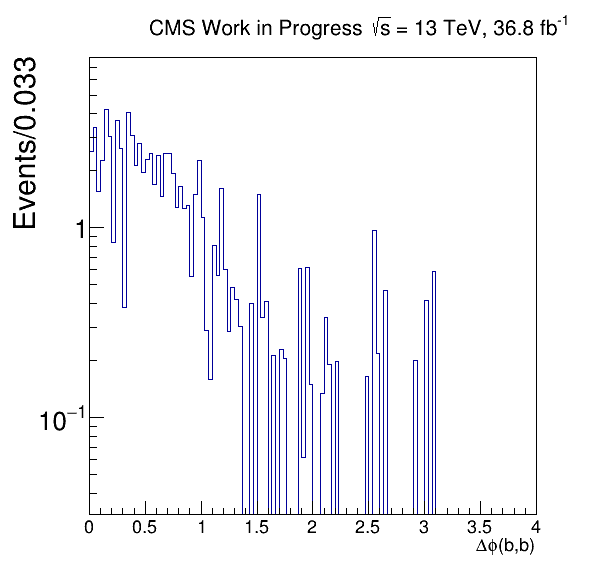 CMS Work in Progress √s = 13 TeV, 36.8 fb⁻¹
Events/0.033
1
10⁻¹
0 0.5 1 1.5 2 2.5 3 3.5 4
Δϕ(b,b)